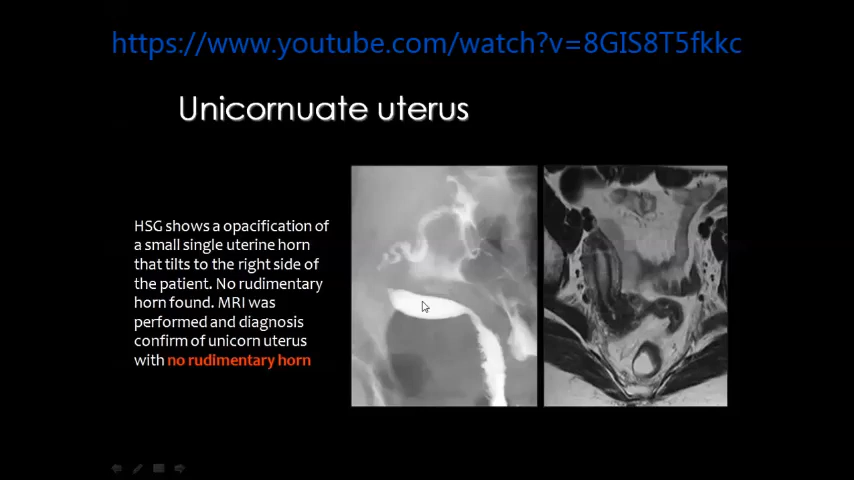 https://www.youtube.com/watch?v=8GIS8T5fkkc
Unicornuate uterus
HSG shows a opacification of
a small single uterine horn
that tilts to the right side of
the patient. No rudimentary
horn found. MRI was
performed and diagnosis
confirm of unicorn uterus
with no rudimentary horn